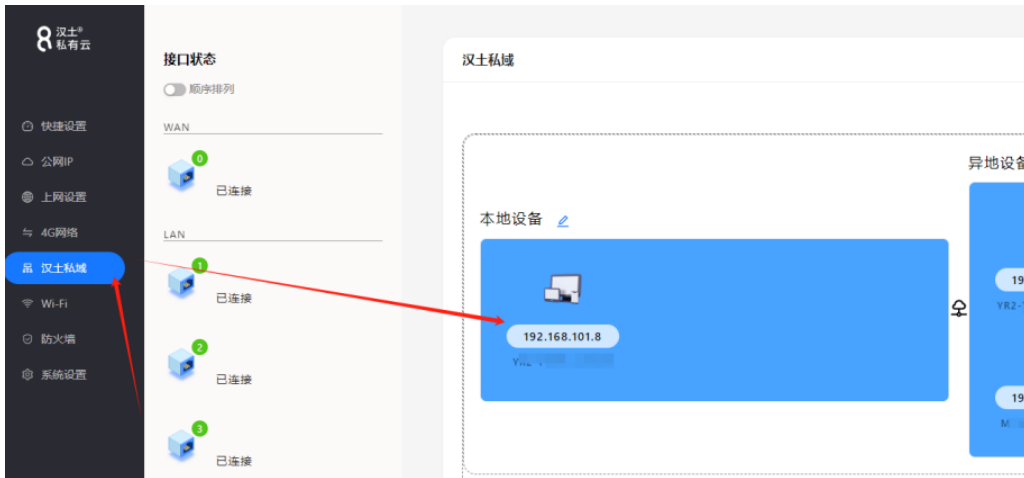 汉土®
私有云
快捷设置
公网IP
上网设置
4G网络
汉土私域
Wi-Fi
防火墙
系统设置
接口状态
顺序排列
WAN
0
已连接
LAN
1
已连接
2
已连接
3
已连接
汉土私域
本地设备
192.168.101.8
异地设备
19
YR2-
19
M